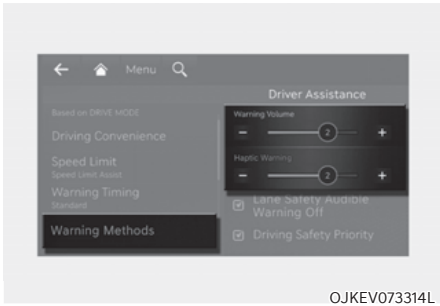 Menu
Driver Assistance
Based on DRIVE MODE
Driving Convenience
Speed Limit
Speed Limit Assist
Warning Timing
Standard
Warning Methods
Warning Volume
2
Haptic Warning
2
Lane Safety Audible
Warning Off
Driving Safety Priority
OJKEV073314L